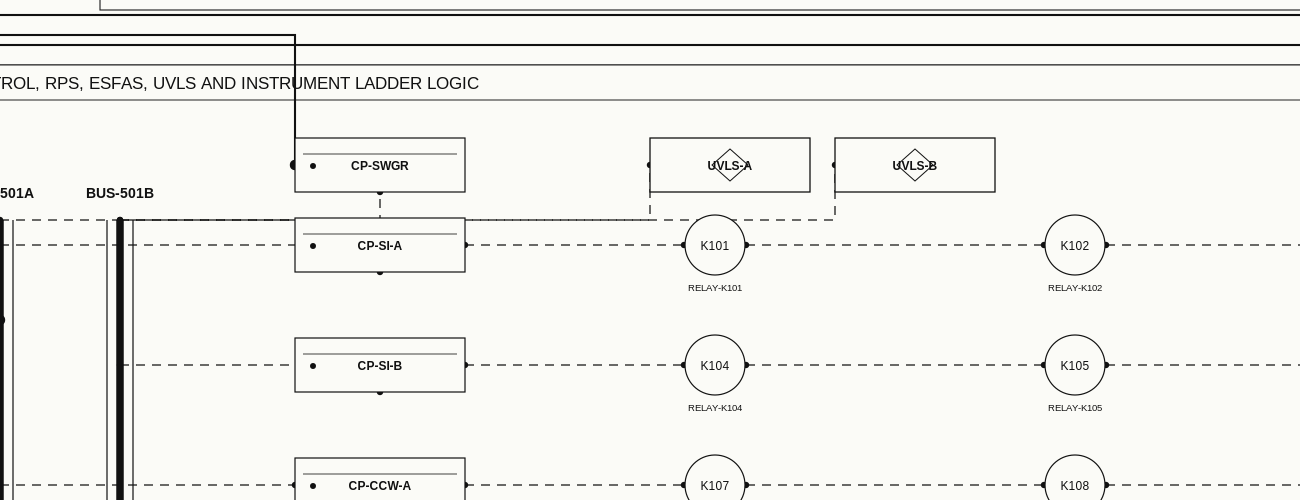 TROL, RPS, ESFAS, UVLS AND INSTRUMENT LADDER LOGIC
CP-SWGR
UVLS-A
UVLS-B
501A
BUS-501B
CP-SI-A
K101
K102
RELAY-K101
RELAY-K102
CP-SI-B
K104
K105
RELAY-K104
RELAY-K105
CP-CCW-A
K107
K108